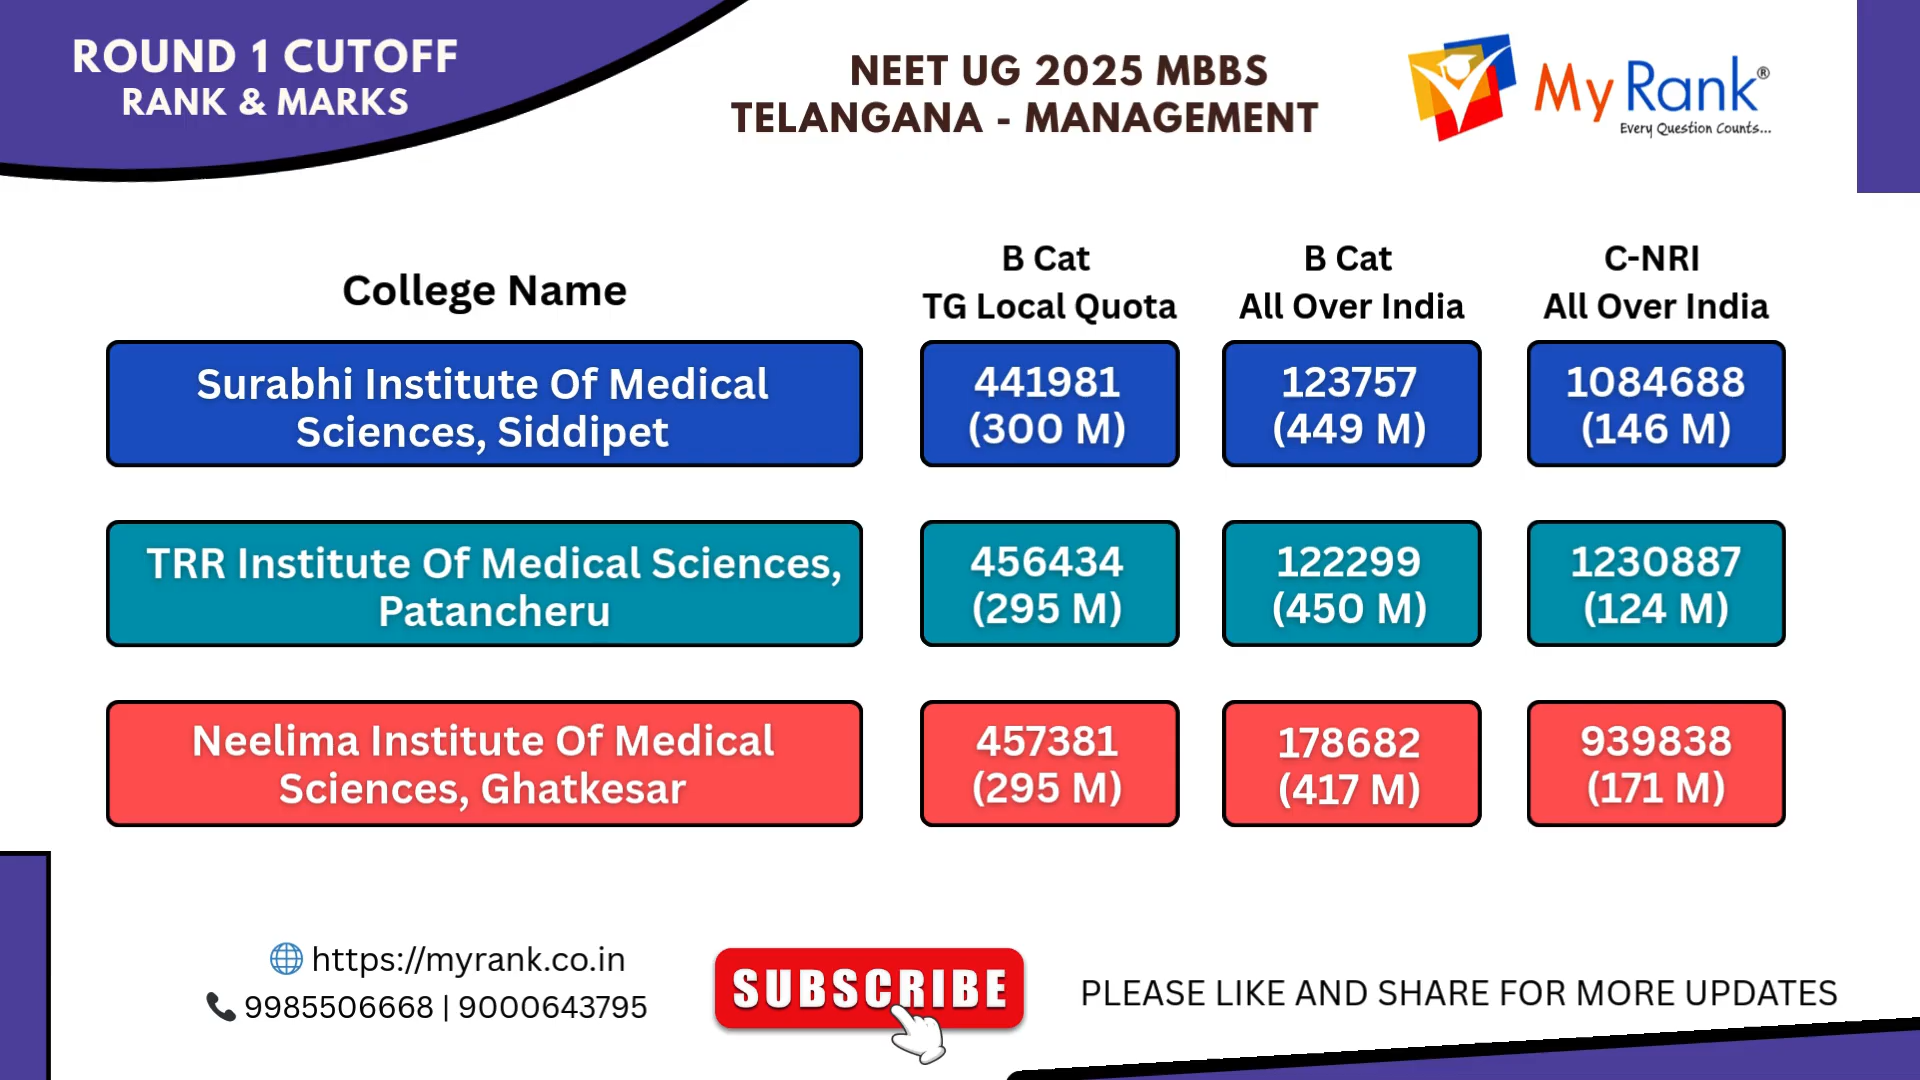 ROUND 1 CUTOFF
RANK & MARKS
NEET UG 2025 MBBS
TELANGANA - MANAGEMENT
My Rank®
Every Question Counts...
College Name
B Cat
TG Local Quota
B Cat
All Over India
C-NRI
All Over India
Surabhi Institute Of Medical
Sciences, Siddipet
441981
(300 M)
123757
(449 M)
1084688
(146 M)
TRR Institute Of Medical Sciences,
Patancheru
456434
(295 M)
122299
(450 M)
1230887
(124 M)
Neelima Institute Of Medical
Sciences, Ghatkesar
457381
(295 M)
178682
(417 M)
939838
(171 M)
https://myrank.co.in
9985506668 | 9000643795
SUBSCRIBE
PLEASE LIKE AND SHARE FOR MORE UPDATES